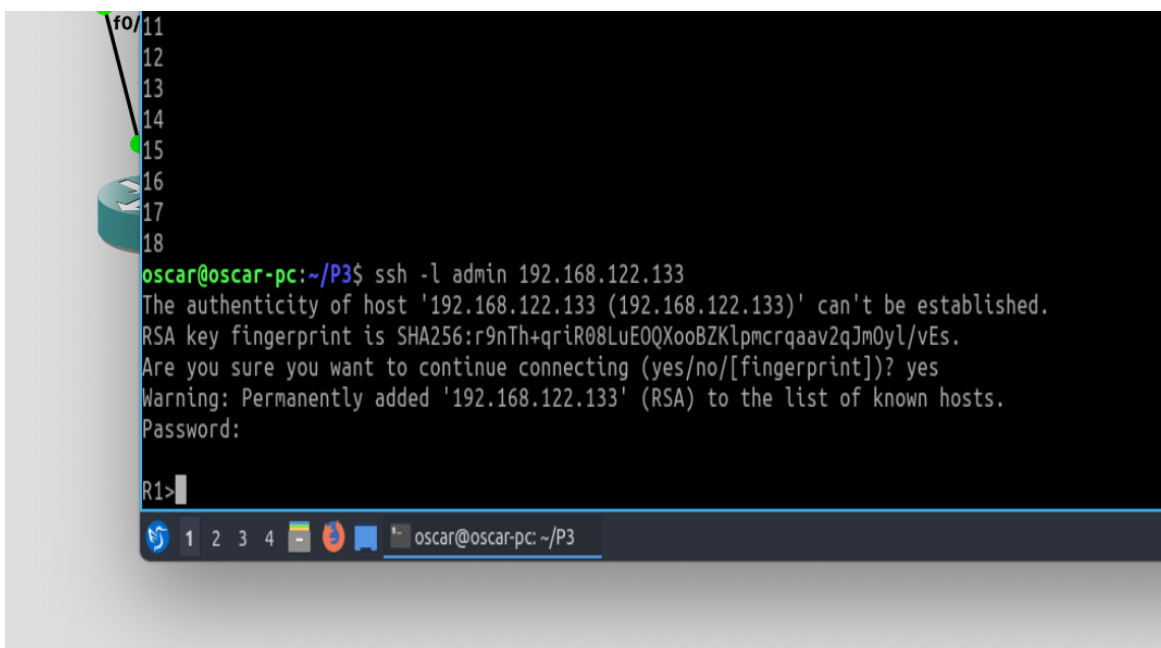 f0/
11
12
13
14
15
16
17
18
oscar@oscar-pc:~/P3$ ssh -l admin 192.168.122.133
The authenticity of host '192.168.122.133 (192.168.122.133)' can't be established.
RSA key fingerprint is SHA256:r9nTh+qriR08LuEOQXooBZKlpmcrqaav2qJmOyl/vEs.
Are you sure you want to continue connecting (yes/no/[fingerprint])? yes
Warning: Permanently added '192.168.122.133' (RSA) to the list of known hosts.
Password:
R1>
1 2 3 4 oscar@oscar-pc: ~/P3